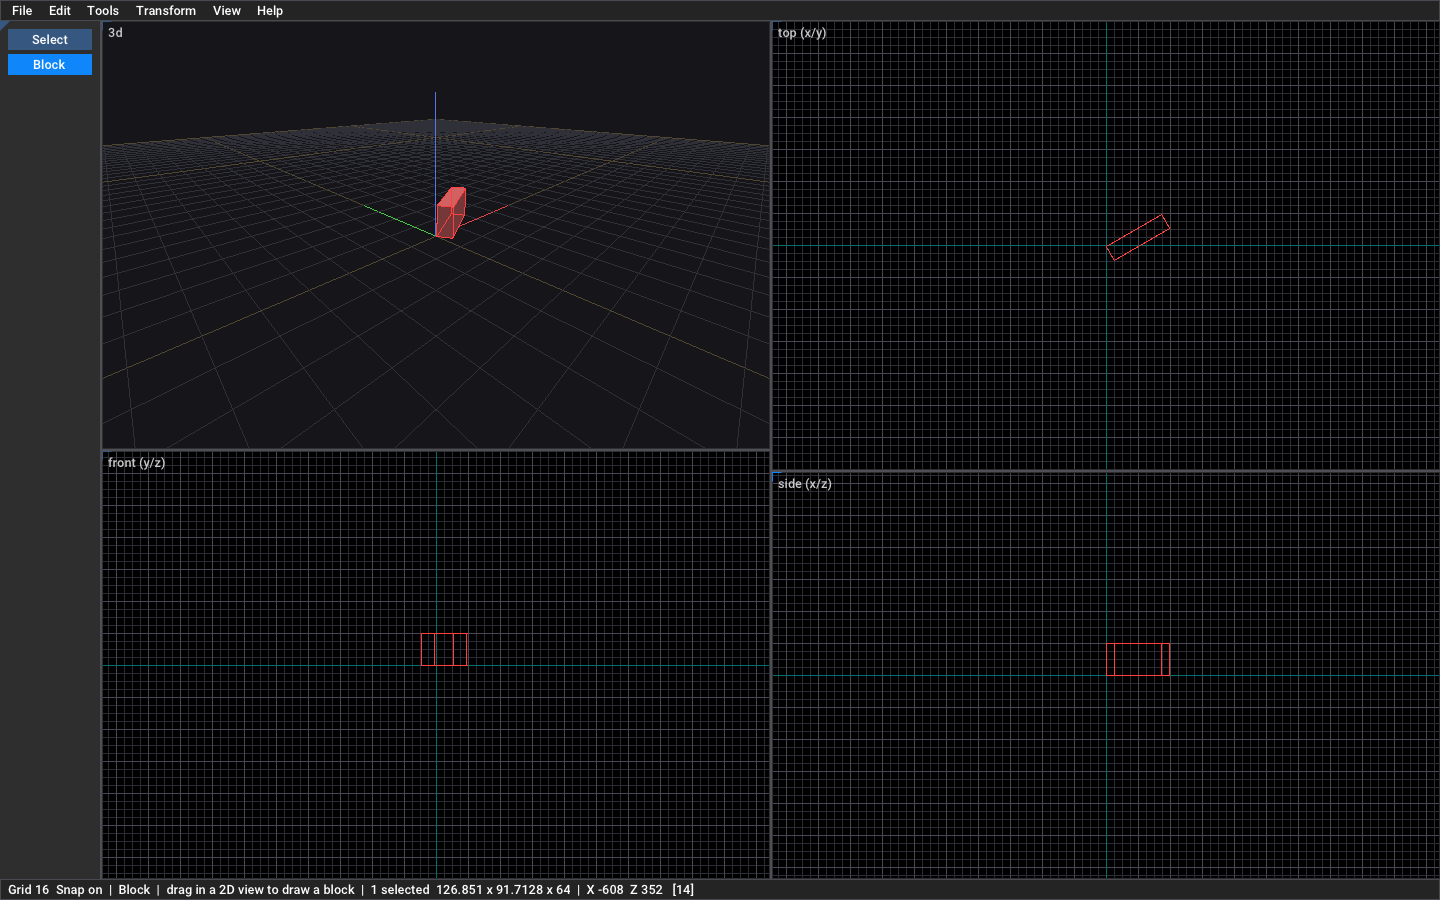 File Edit Tools Transform View Help
Select
Block
3d
top (x/y)
front (y/z)
side (x/z)
Grid 16 Snap on | Block | drag in a 2D view to draw a block | 1 selected 126.851 x 91.7128 x 64 | X -608 Z 352 [14]